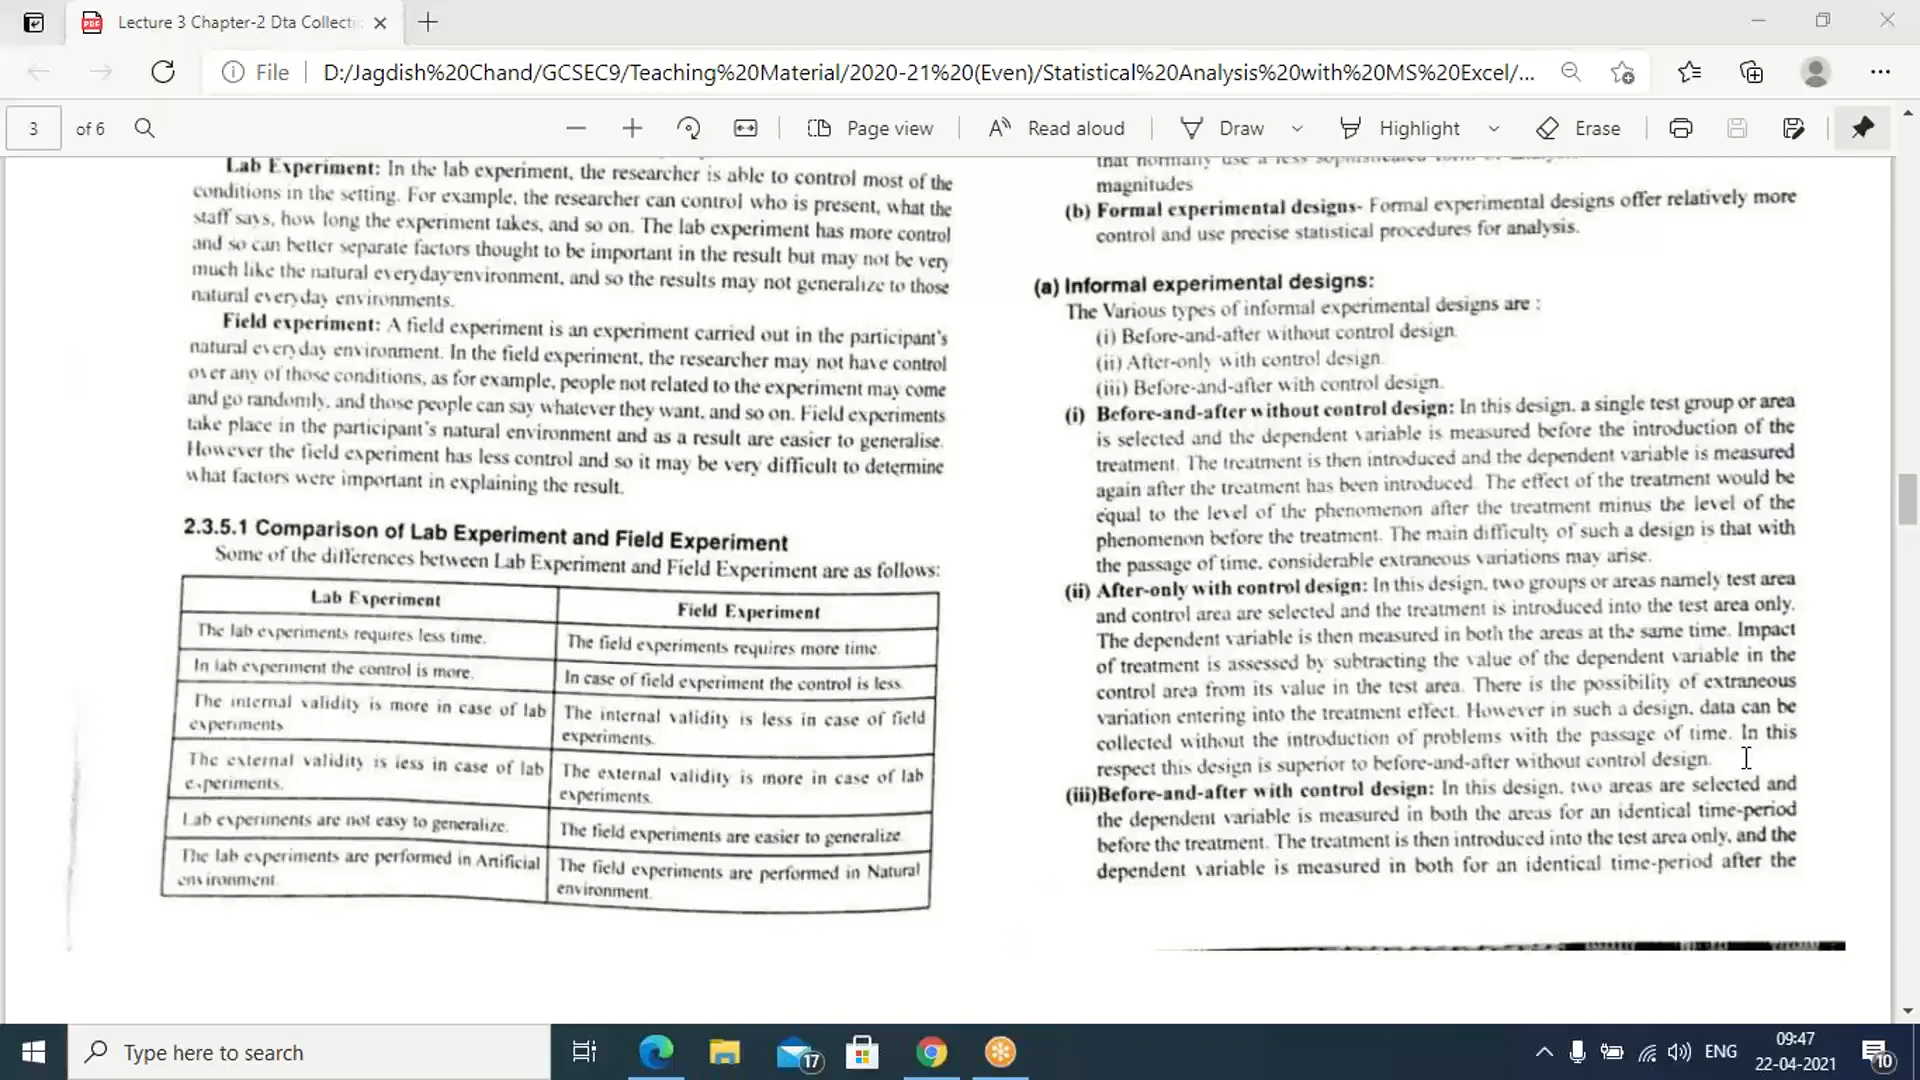 Lecture 3 Chapter-2 Dta Collecti
File
D:/Jagdish%20Chand/GCSEC9/Teaching%20Material/2020-21%20(Even)/Statistical%20Analysis%20with%20MS%20Excel/...
3 of 6
Page view
Read aloud
Draw
Highlight
Erase
Lab Experiment: In the lab experiment, the researcher is able to control most of the
conditions in the setting. For example, the researcher can control who is present, what the
staff says, how long the experiment takes, and so on. The lab experiment has more control
and so can better separate factors thought to be important in the result but may not be very
much like the natural everyday environment, and so the results may not generalize to those
natural everyday environments.
Field experiment: A field experiment is an experiment carried out in the participant's
natural everyday environment. In the field experiment, the researcher may not have control
over any of those conditions, as for example, people not related to the experiment may come
and go randomly, and those people can say whatever they want, and so on. Field experiments
take place in the participant's natural environment and as a result are easier to generalise.
However the field experiment has less control and so it may be very difficult to determine
what factors were important in explaining the result.
2.3.5.1 Comparison of Lab Experiment and Field Experiment
Some of the differences between Lab Experiment and Field Experiment are as follows:
Lab Experiment
Field Experiment
The lab experiments requires less time.
The field experiments requires more time.
In lab experiment the control is more.
In case of field experiment the control is less.
The internal validity is more in case of lab
experiments
The internal validity is less in case of field
experiments.
The external validity is less in case of lab
experiments.
The external validity is more in case of lab
experiments.
Lab experiments are not easy to generalize.
The field experiments are easier to generalize
The lab experiments are performed in Artificial
environment.
The field experiments are performed in Natural
environment.
that normally use a less sophisticated form of
magnitudes
(b) Formal experimental designs- Formal experimental designs offer relatively more
control and use precise statistical procedures for analysis.
(a) Informal experimental designs:
The Various types of informal experimental designs are :
(i) Before-and-after without control design.
(ii) After-only with control design.
(iii) Before-and-after with control design.
(i) Before-and-after without control design: In this design, a single test group or area
is selected and the dependent variable is measured before the introduction of the
treatment. The treatment is then introduced and the dependent variable is measured
again after the treatment has been introduced. The effect of the treatment would be
equal to the level of the phenomenon after the treatment minus the level of the
phenomenon before the treatment. The main difficulty of such a design is that with
the passage of time, considerable extraneous variations may arise.
(ii) After-only with control design: In this design, two groups or areas namely test area
and control area are selected and the treatment is introduced into the test area only.
The dependent variable is then measured in both the areas at the same time. Impact
of treatment is assessed by subtracting the value of the dependent variable in the
control area from its value in the test area. There is the possibility of extraneous
variation entering into the treatment effect. However in such a design, data can be
collected without the introduction of problems with the passage of time. In this
respect this design is superior to before-and-after without control design.
(iii)Before-and-after with control design: In this design, two areas are selected and
the dependent variable is measured in both the areas for an identical time-period
before the treatment. The treatment is then introduced into the test area only, and the
dependent variable is measured in both for an identical time-period after the
Type here to search
17
ENG
09:47
22-04-2021
10